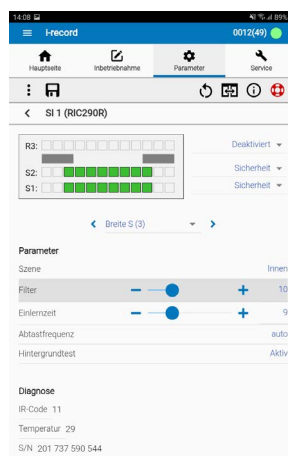 14:08 89%
i-record 0012(49)
Hauptseite Inbetriebnahme Parameter Service
SI 1 (RIC290R)
R3: Deaktiviert
S2: Sicherheit
S1: Sicherheit
Breite S (3)
Parameter
Szene Innen
Filter 10
Einlernzeit 9
Abtastfrequenz auto
Hintergrundtest Aktiv
Diagnose
IR-Code 11
Temperatur 29
S/N 201 737 590 544